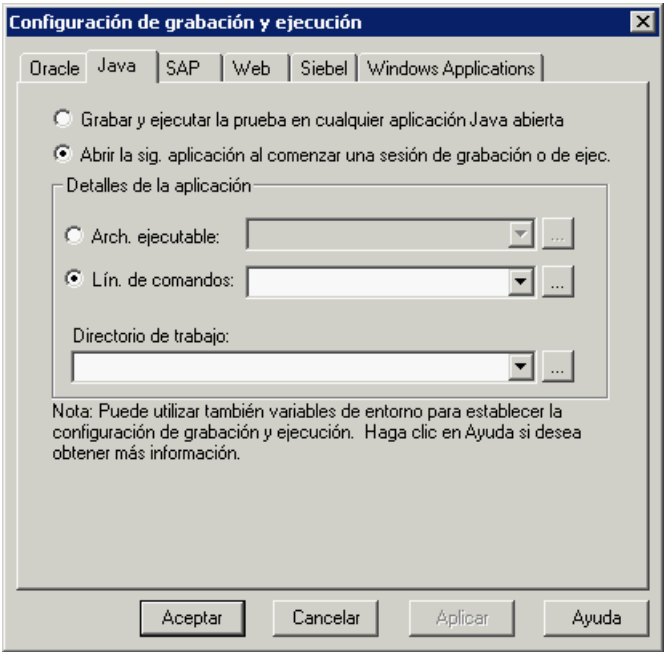 Configuración de grabación y ejecución
Oracle Java SAP Web Siebel Windows Applications
Grabar y ejecutar la prueba en cualquier aplicación Java abierta
Abrir la sig. aplicación al comenzar una sesión de grabación o de ejec.
Detalles de la aplicación
Arch. ejecutable: ...
Lín. de comandos: ...
Directorio de trabajo:
...
Nota: Puede utilizar también variables de entorno para establecer la
configuración de grabación y ejecución.  Haga clic en Ayuda si desea
obtener más información.
Aceptar Cancelar Aplicar Ayuda